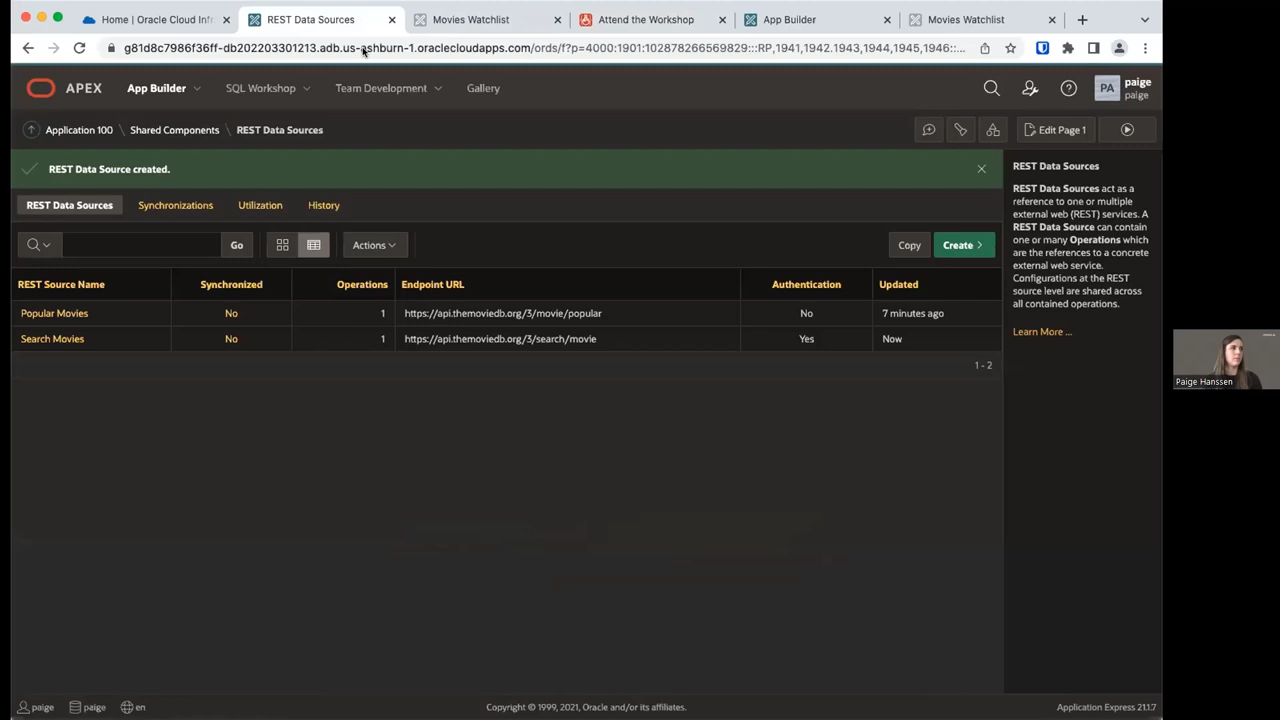 Home | Oracle Cloud Infr
REST Data Sources
Movies Watchlist
Attend the Workshop
App Builder
Movies Watchlist
g81d8c7986f36ff-db202203301213.adb.us-ashburn-1.oraclecloudapps.com/ords/f?p=4000:1901:102878266569829:::RP,1941,1942.1943,1944,1945,1946::...
APEX
App Builder
SQL Workshop
Team Development
Gallery
PA
paige
paige
Application 100 \ Shared Components \ REST Data Sources
Edit Page 1
REST Data Source created.
REST Data Sources
Synchronizations
Utilization
History
Go
Actions
Copy
Create
REST Source Name Synchronized Operations Endpoint URL Authentication Updated
Popular Movies No 1 https://api.themoviedb.org/3/movie/popular No 7 minutes ago
Search Movies No 1 https://api.themoviedb.org/3/search/movie Yes Now
1 - 2
REST Data Sources
REST Data Sources act as a
reference to one or multiple
external web (REST) services. A
REST Data Source can contain
one or many Operations which
are the references to a concrete
external web service.
Configurations at the REST
source level are shared across
all contained operations.
Learn More ...
Paige Hanssen
paige
paige
en
Copyright © 1999, 2021, Oracle and/or its affiliates.
Application Express 21.1.7